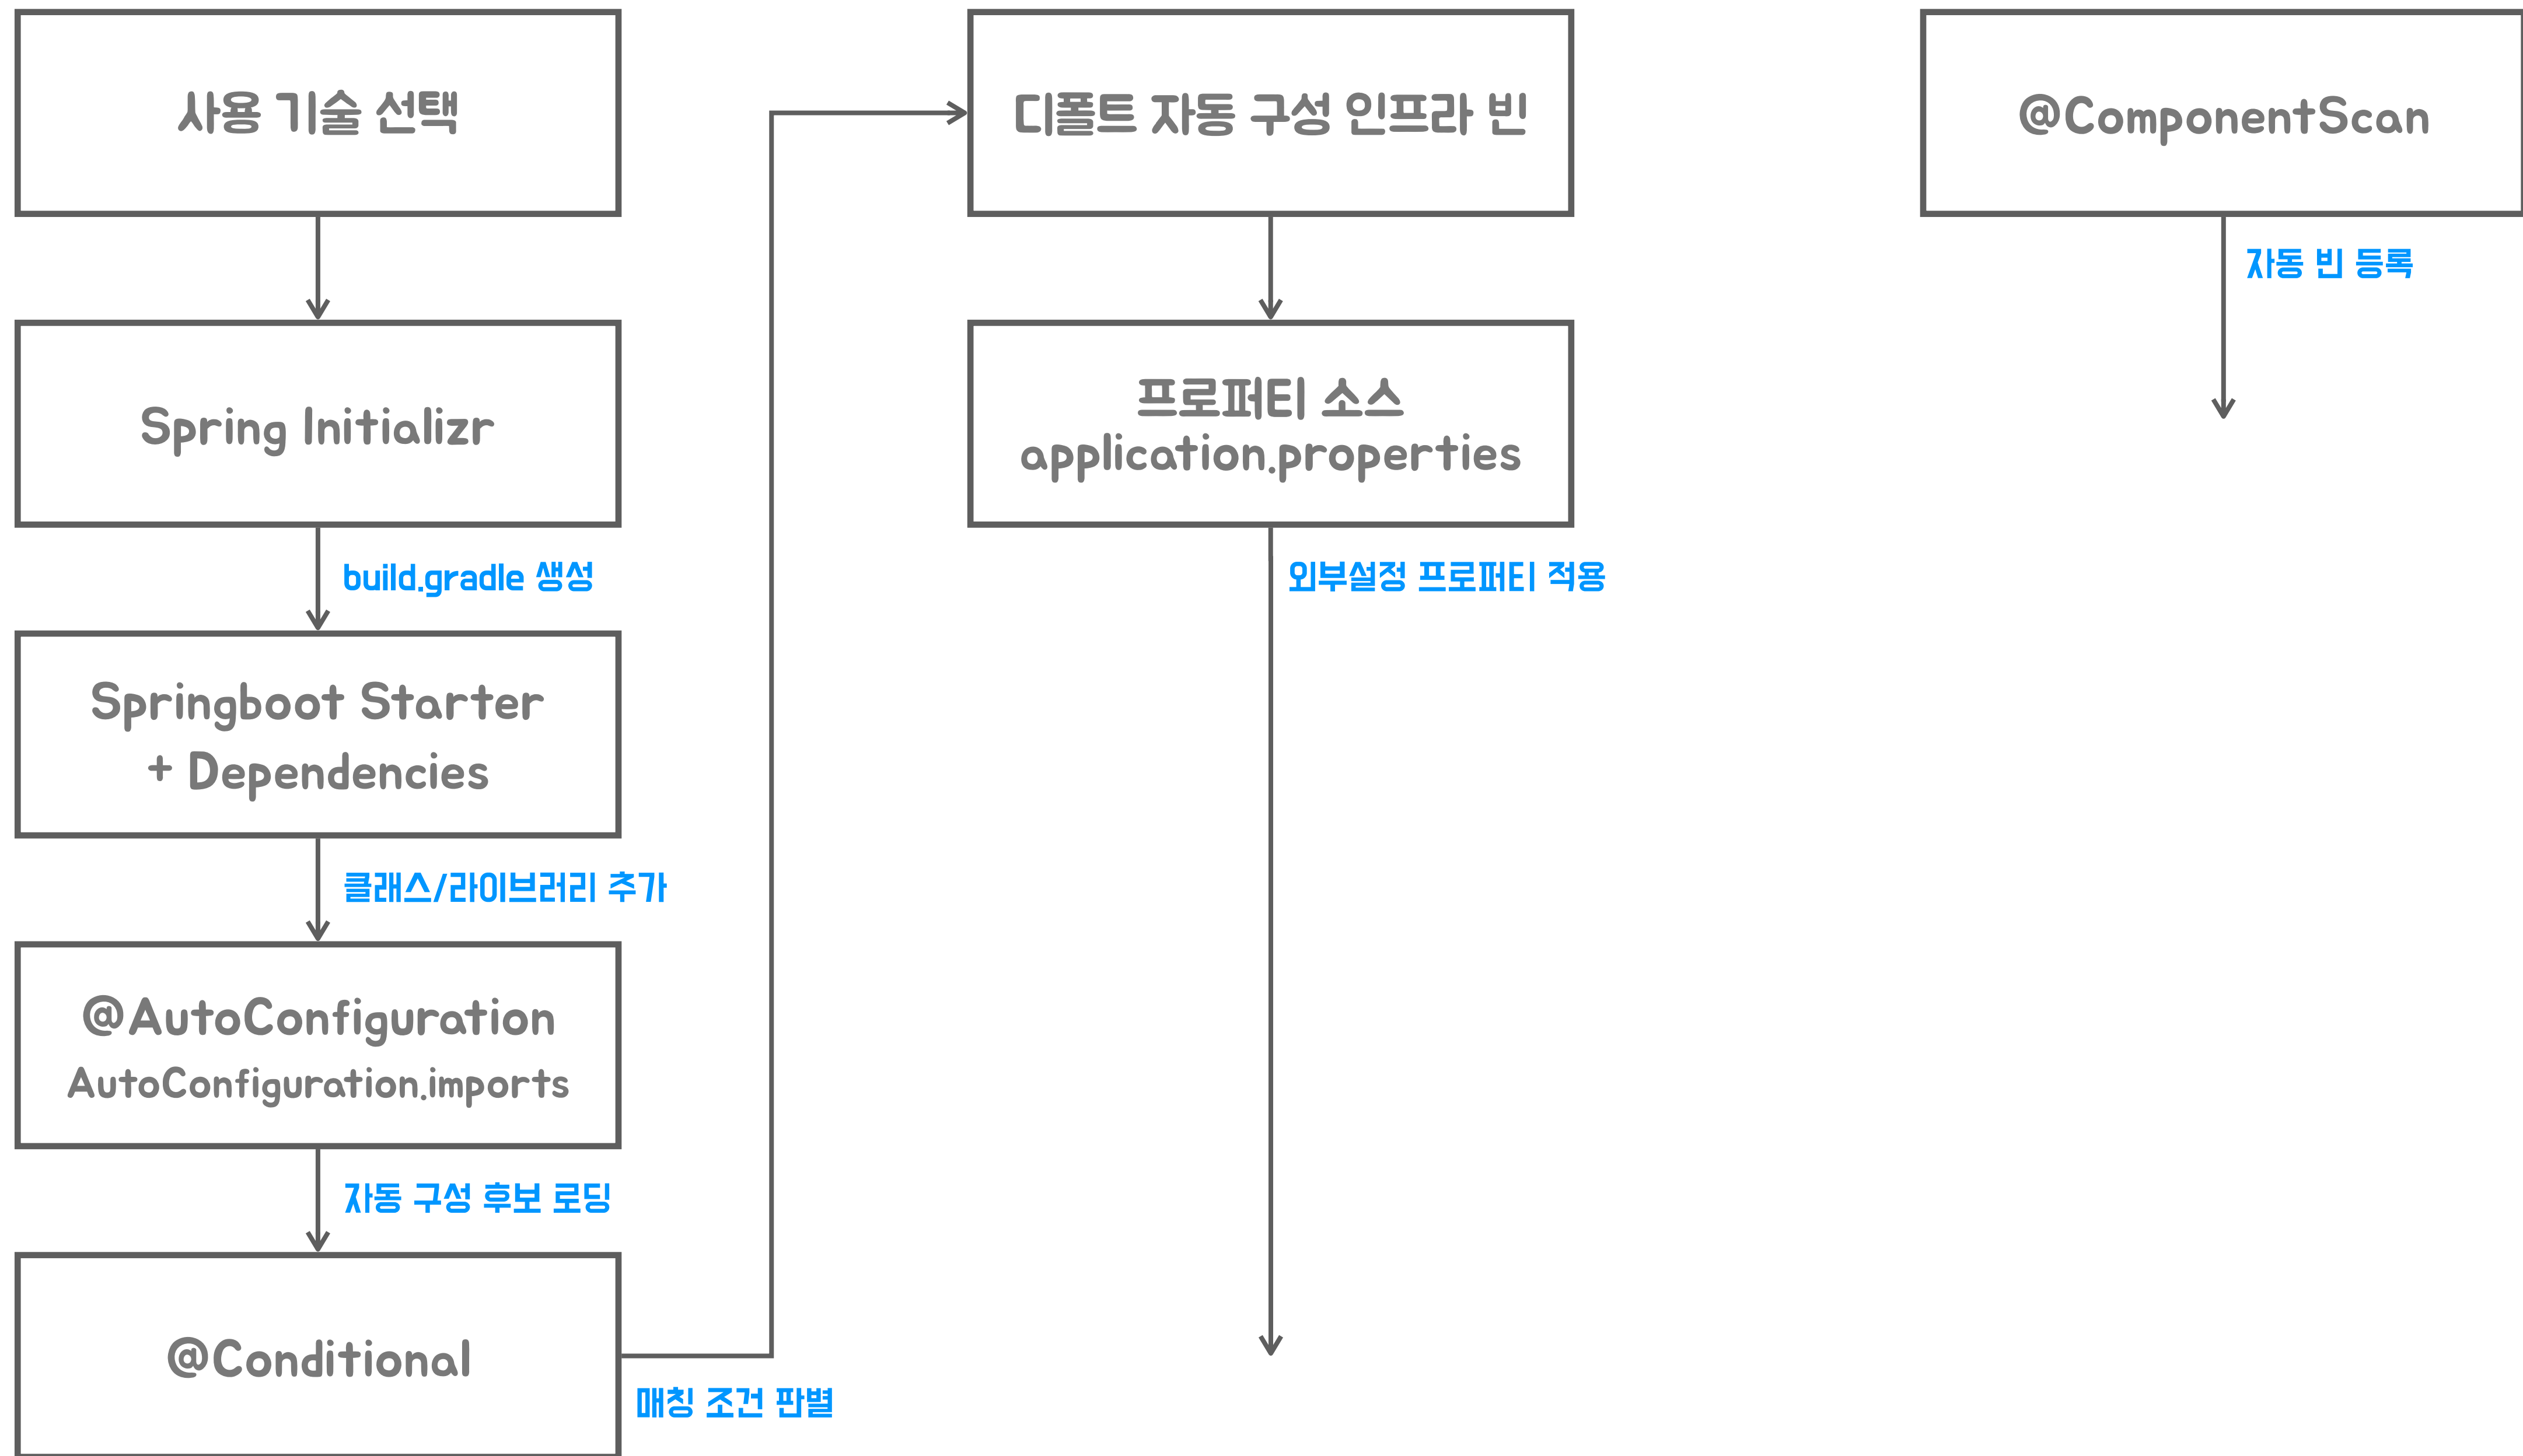 사용 기술 선택
Spring Initializr
build.gradle 생성
Springboot Starter
+ Dependencies
클래스/라이브러리 추가
@AutoConfiguration
AutoConfiguration.imports
자동 구성 후보 로딩
@Conditional
매칭 조건 판별
디폴트 자동 구성 인프라 빈
프로퍼티 소스
application.properties
외부설정 프로퍼티 적용
@ComponentScan
자동 빈 등록